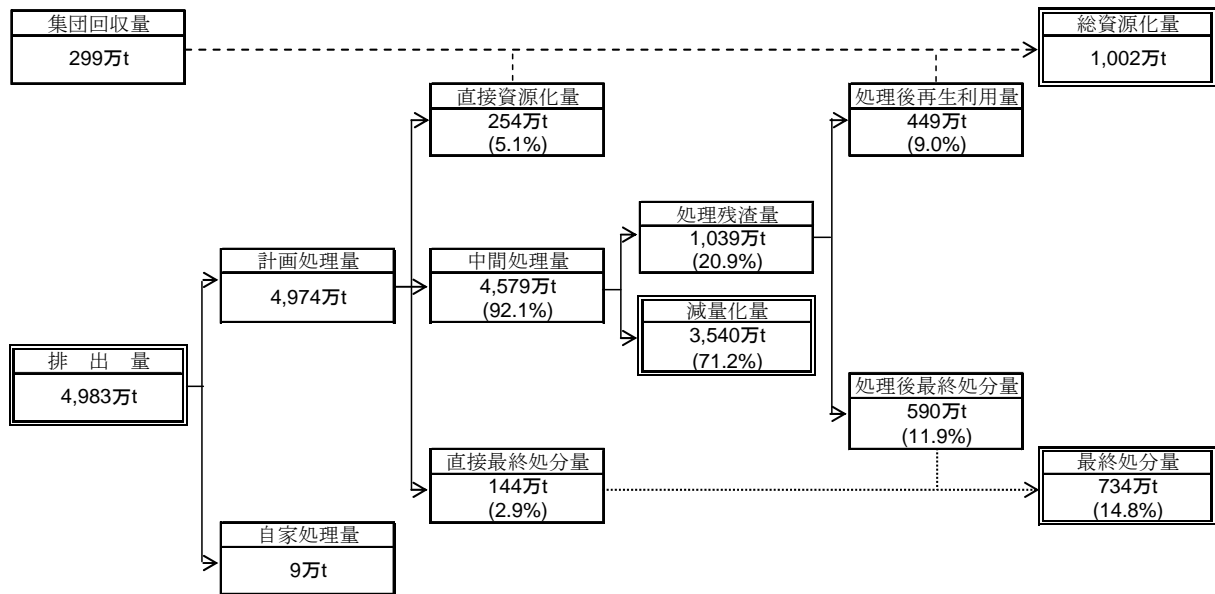 集団回収量
299万t
総資源化量
1,002万t
直接資源化量
254万t
(5.1%)
処理後再生利用量
449万t
(9.0%)
処理残渣量
1,039万t
(20.9%)
計画処理量
4,974万t
中間処理量
4,579万t
(92.1%)
減量化量
3,540万t
(71.2%)
排 出 量
4,983万t
処理後最終処分量
590万t
(11.9%)
直接最終処分量
144万t
(2.9%)
最終処分量
734万t
(14.8%)
自家処理量
9万t